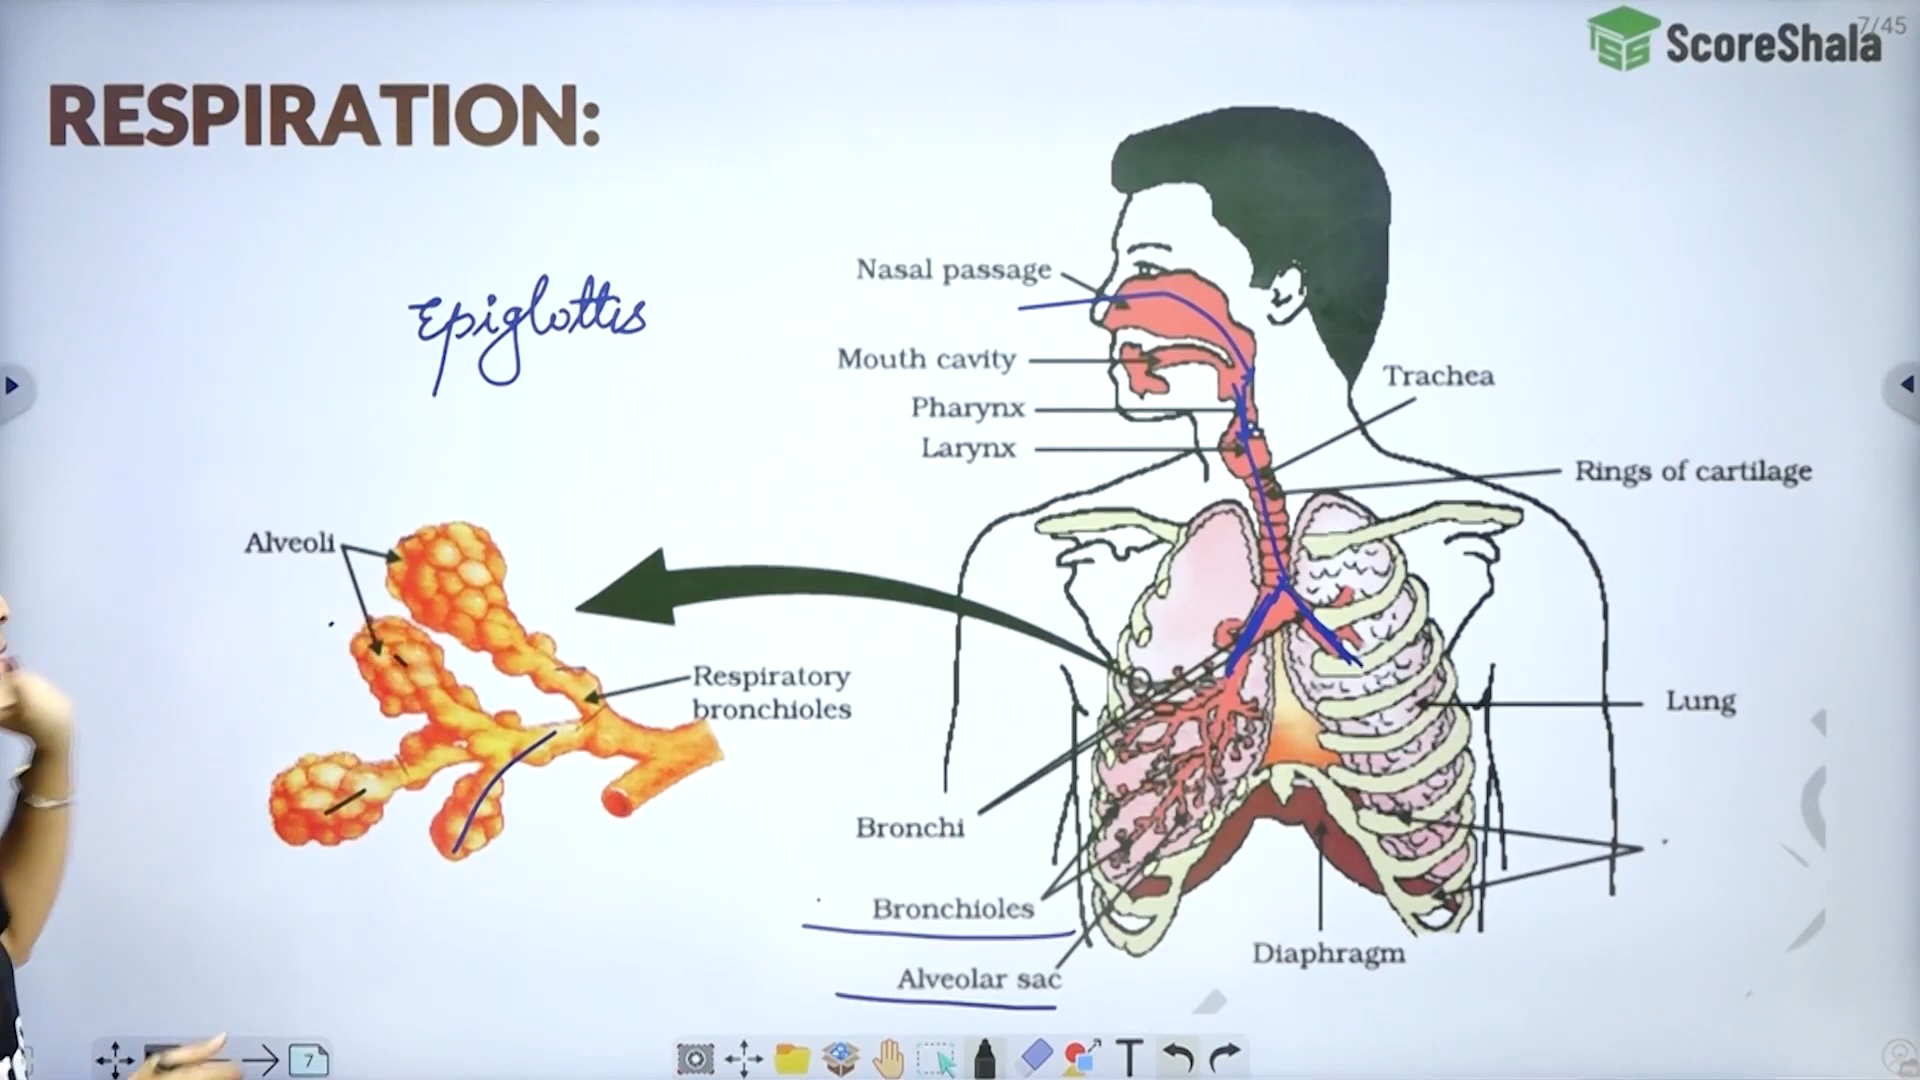 7/45
ScoreShala
RESPIRATION:
Epiglottis
Nasal passage
Mouth cavity
Pharynx
Larynx
Trachea
Rings of cartilage
Alveoli
Respiratory
bronchioles
Lung
Bronchi
Bronchioles
Alveolar sac
Diaphragm
7
T